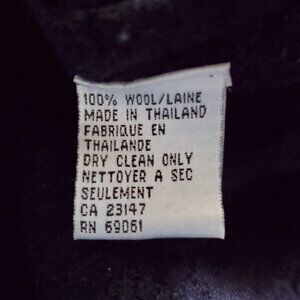 100% WOOL/LAINE
MADE IN THAILAND
FABRIQUE EN
THAILANDE
DRY CLEAN ONLY
NETTOYER A SEC
SEULEMENT
CA 23147
RN 69061